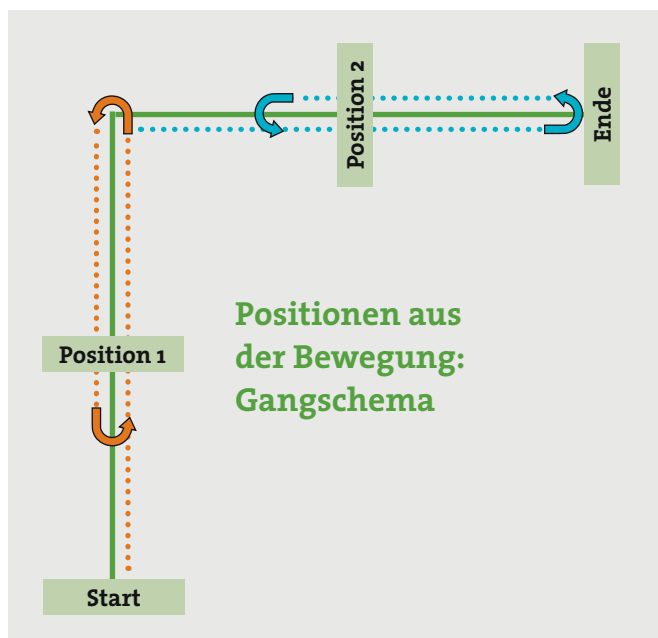 Position 2
Ende
Positionen aus
der Bewegung:
Gangschema
Position 1
Start